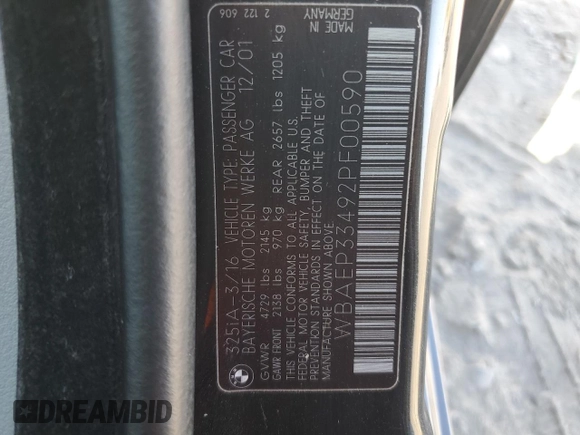 325iA-3/16 VEHICLE TYPE: PASSENGER CAR
BAYERISCHE MOTOREN WERKE AG 12/01
GVWR 4729 lbs 2145 kg
GAWR FRONT 2138 lbs 970 kg REAR 2657 lbs 1205 kg
THIS VEHICLE CONFORMS TO ALL APPLICABLE U.S.
FEDERAL MOTOR VEHICLE SAFETY, BUMPER AND THEFT
PREVENTION STANDARDS IN EFFECT ON THE DATE OF
MANUFACTURE SHOWN ABOVE.
WBAEP33492PF00590
2 122 606
MADE IN
GERMANY
BMW
DREAMBID